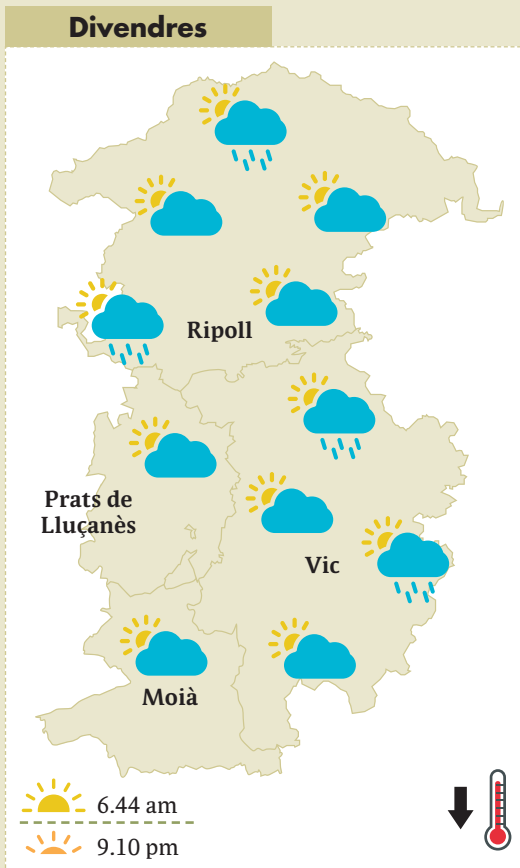 Divendres
Ripoll
Prats de
Lluçanès
Vic
Moià
6.44 am
9.10 pm